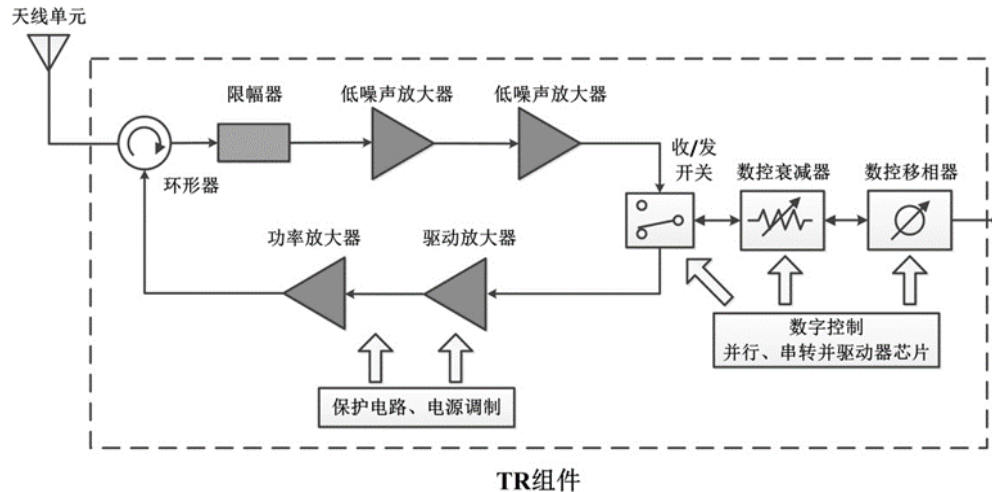 天线单元
限幅器
低噪声放大器
低噪声放大器
收/发
开关
数控衰减器
数控移相器
环形器
功率放大器
驱动放大器
数字控制
并行、串转并驱动器芯片
保护电路、电源调制
TR组件